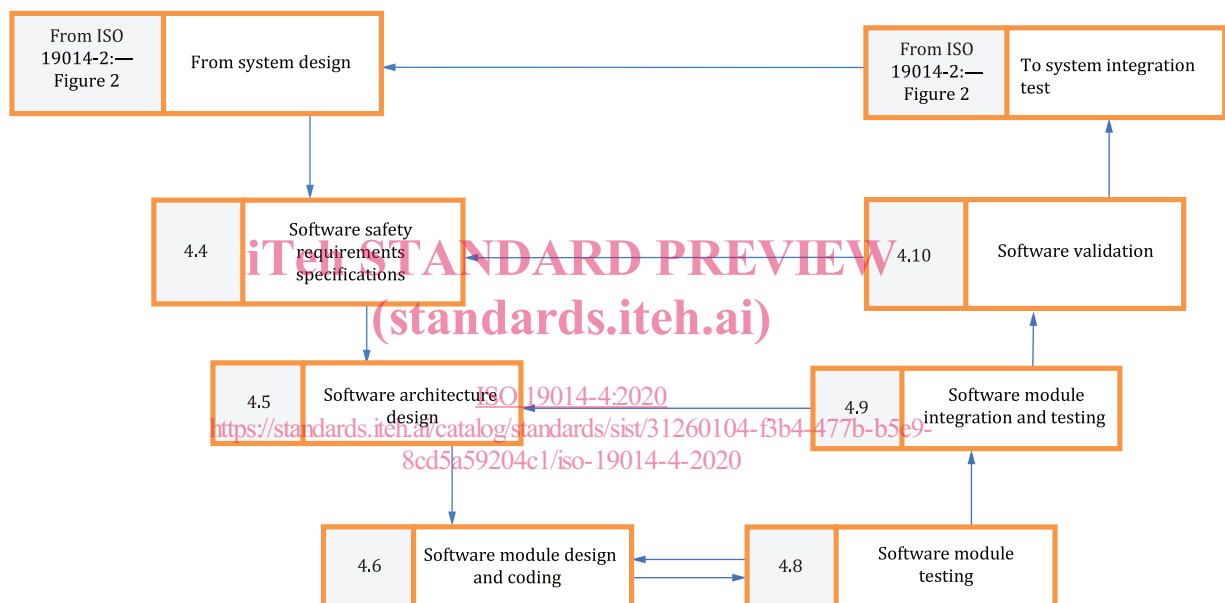 From ISO
19014-2:—
Figure 2
From system design
From ISO
19014-2:—
Figure 2
To system integration
test
4.4
Software safety
requirements
specifications
4.10
Software validation
iTeh STANDARD PREVIEW
(standards.iteh.ai)
4.5
Software architecture
design
4.9
Software module
integration and testing
ISO 19014-4:2020
https://standards.iteh.ai/catalog/standards/sist/31260104-f3b4-477b-b5e9-
8cd5a59204c1/iso-19014-4-2020
4.6
Software module design
and coding
4.8
Software module
testing